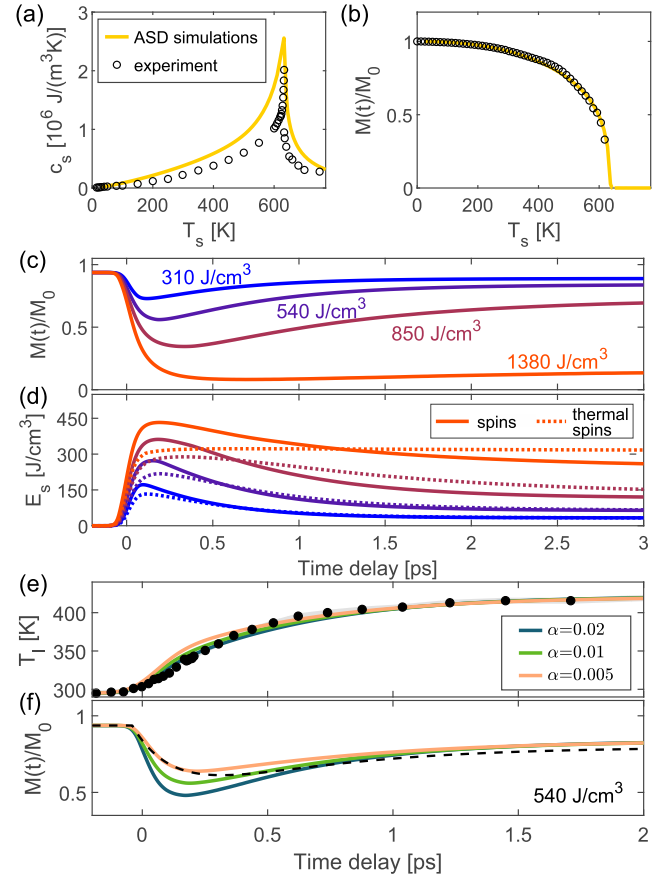 (a)
(b)
3
2
1
0
c_s [10^6 J/(m^3K)]
ASD simulations
experiment
0 200 400 600
T_s [K]
1
0.5
0
M(t)/M_0
0 200 400 600
T_s [K]
(c)
1
0.5
0
M(t)/M_0
310 J/cm^3
540 J/cm^3
850 J/cm^3
1380 J/cm^3
(d)
450
300
150
0
E_s [J/cm^3]
spins
thermal
spins
0 0.5 1 1.5 2 2.5 3
Time delay [ps]
(e)
400
350
300
T_l [K]
α=0.02
α=0.01
α=0.005
(f)
1
0.5
M(t)/M_0
540 J/cm^3
0 0.5 1 1.5 2
Time delay [ps]